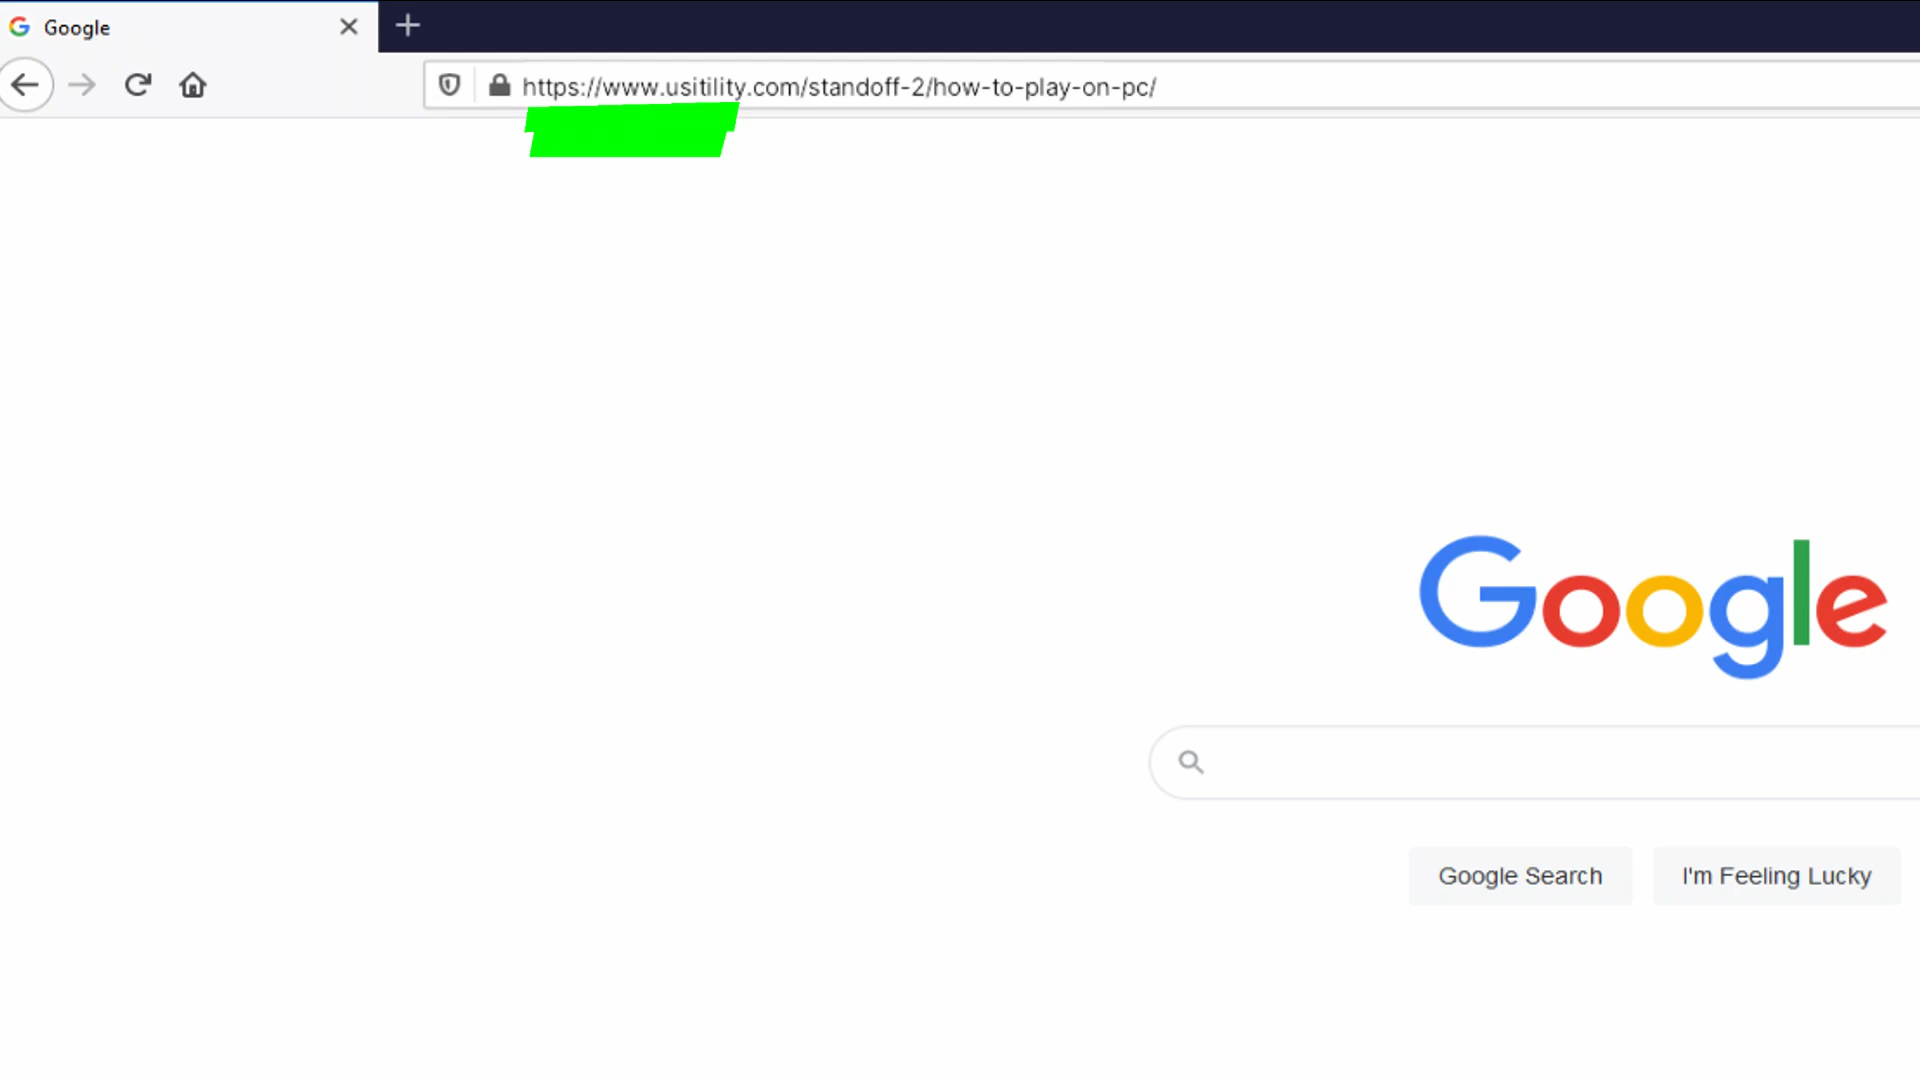 Google
https://www.usitility.com/standoff-2/how-to-play-on-pc/
Google
Google Search
I'm Feeling Lucky